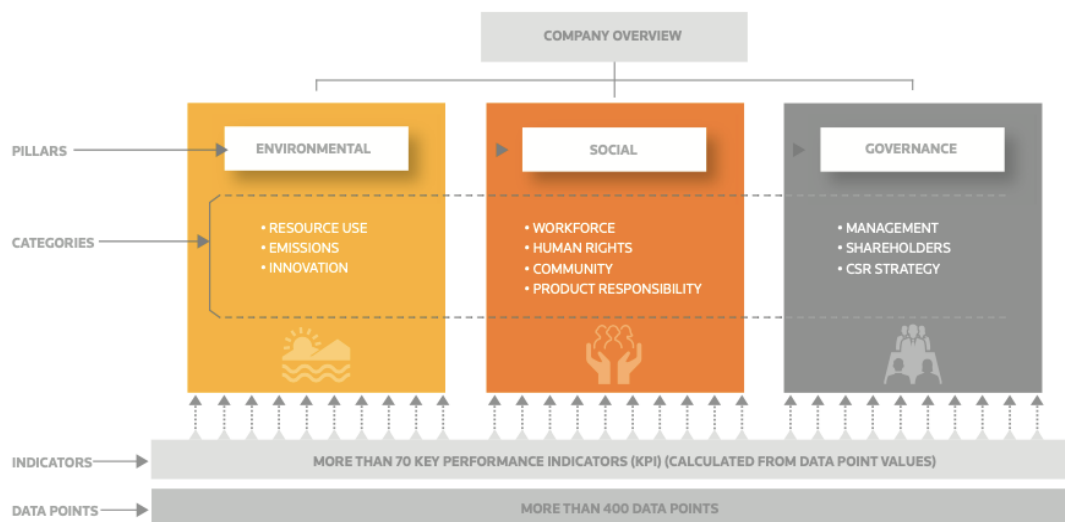 COMPANY OVERVIEW
PILLARS
ENVIRONMENTAL
SOCIAL
GOVERNANCE
CATEGORIES
• RESOURCE USE
• EMISSIONS
• INNOVATION
• WORKFORCE
• HUMAN RIGHTS
• COMMUNITY
• PRODUCT RESPONSIBILITY
• MANAGEMENT
• SHAREHOLDERS
• CSR STRATEGY
INDICATORS
MORE THAN 70 KEY PERFORMANCE INDICATORS (KPI) (CALCULATED FROM DATA POINT VALUES)
DATA POINTS
MORE THAN 400 DATA POINTS